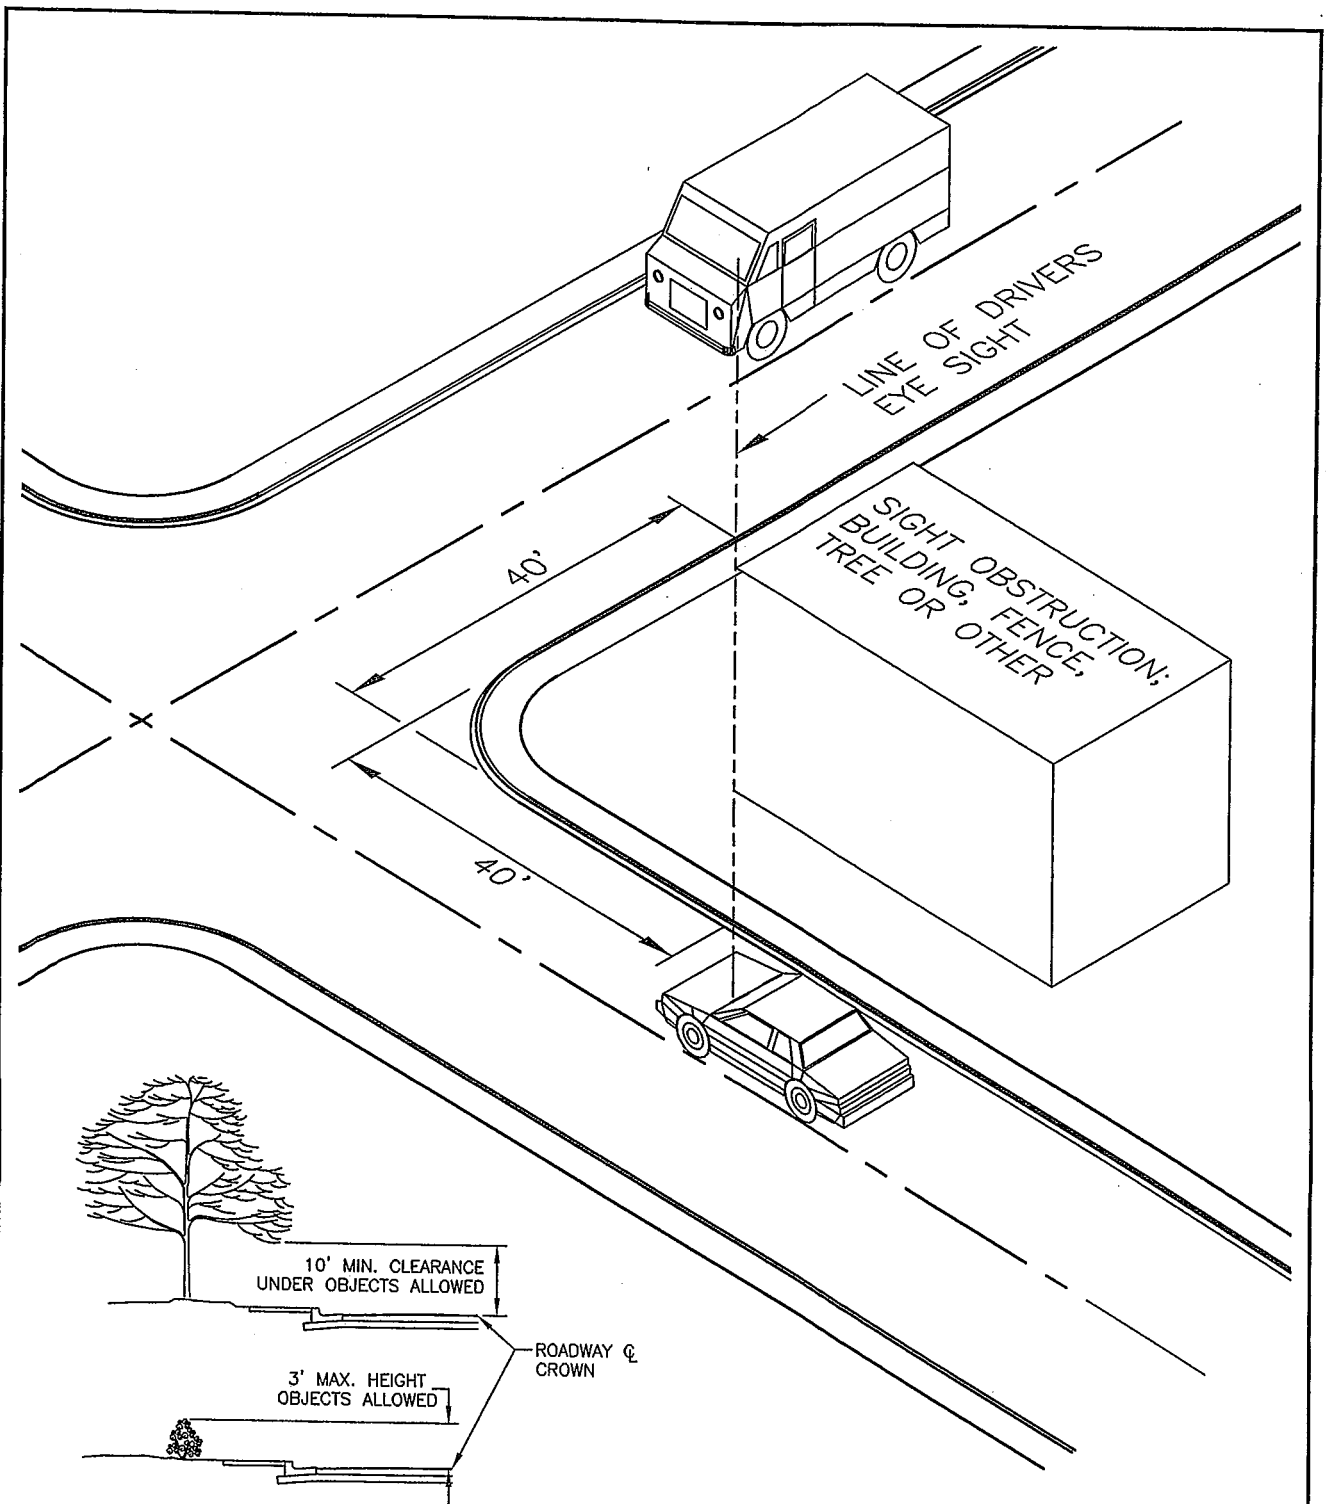 LINE OF DRIVERS
EYE SIGHT
SIGHT OBSTRUCTION;
BUILDING, FENCE,
TREE OR OTHER
40'
40'
10' MIN. CLEARANCE
UNDER OBJECTS ALLOWED
ROADWAY ℄
CROWN
3' MAX. HEIGHT
OBJECTS ALLOWED